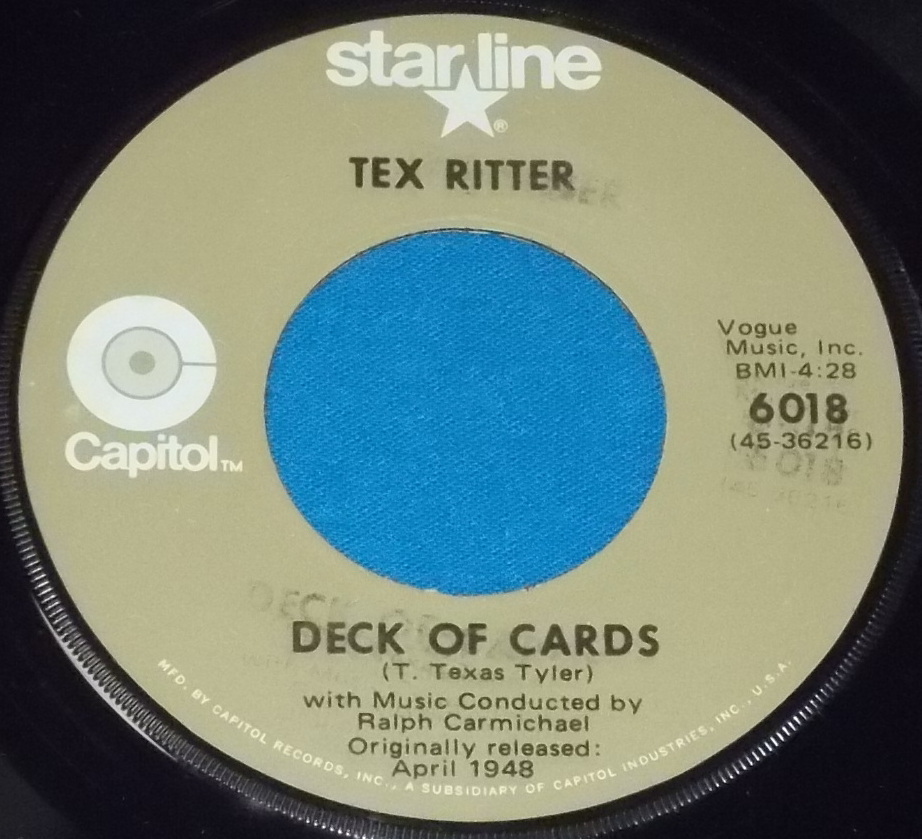 starline
®
TEX RITTER
Capitol™
Vogue
Music, Inc.
BMI-4:28
6018
(45-36216)
DECK OF CARDS
(T. Texas Tyler)
with Music Conducted by
Ralph Carmichael
Originally released:
April 1948
MFD. BY CAPITOL RECORDS, INC., A SUBSIDIARY OF CAPITOL INDUSTRIES, INC., U.S.A.